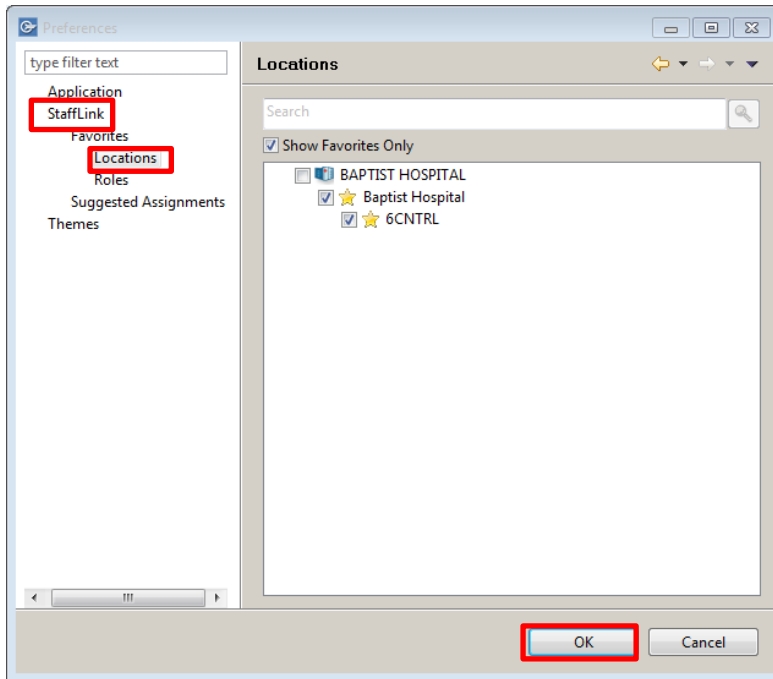 Preferences
type filter text
Application
StaffLink
Favorites
Locations
Roles
Suggested Assignments
Themes
Locations
Search
Show Favorites Only
BAPTIST HOSPITAL
Baptist Hospital
6CNTRL
OK
Cancel